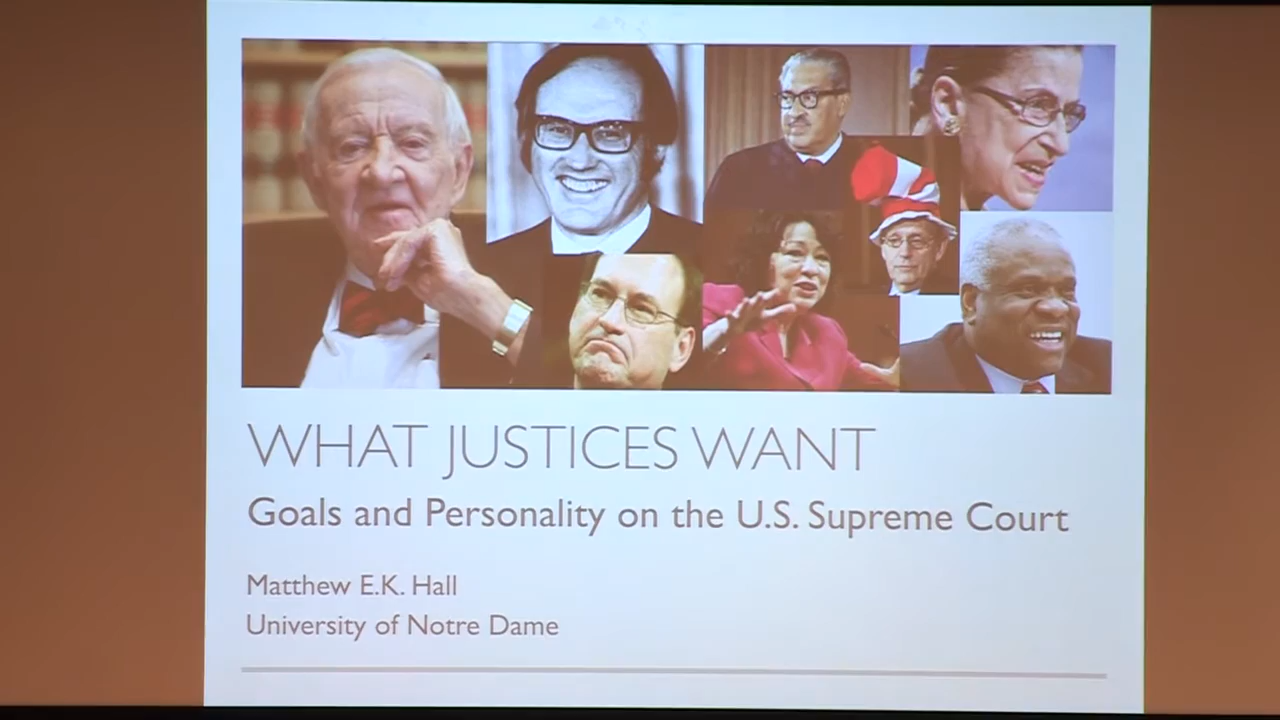 WHAT JUSTICES WANT
Goals and Personality on the U.S. Supreme Court
Matthew E.K. Hall
University of Notre Dame